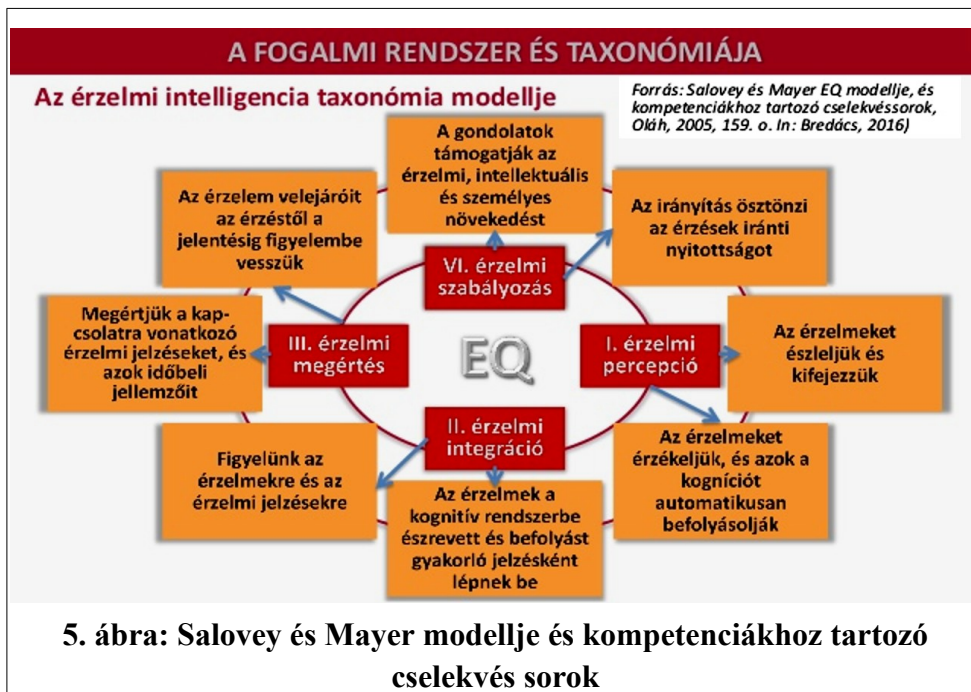 A FOGALMI RENDSZER ÉS TAXONÓMIÁJA
Az érzelmi intelligencia taxonómia modellje
Forrás: Salovey és Mayer EQ modellje, és
kompetenciákhoz tartozó cselekvéssorok,
Oláh, 2005, 159. o. In: Bredács, 2016)
A gondolatok
támogatják az
érzelmi, intellektuális
és személyes
növekedést
Az érzelem velejáróit
az érzéstől a
jelentésig figyelembe
vesszük
Az irányítás ösztönzi
az érzések iránti
nyitottságot
VI. érzelmi
szabályozás
Megértjük a kap-
csolatra vonatkozó
érzelmi jelzéseket, és
azok időbeli
jellemzőit
III. érzelmi
megértés
EQ
I. érzelmi
percepció
Az érzelmeket
észleljük és
kifejezzük
II. érzelmi
integráció
Figyelünk az
érzelmekre és az
érzelmi jelzésekre
Az érzelmek a
kognitív rendszerbe
észrevett és befolyást
gyakorló jelzésként
lépnek be
Az érzelmeket
érzékeljük, és azok a
kogníciót
automatikusan
befolyásolják
5. ábra: Salovey és Mayer modellje és kompetenciákhoz tartozó
cselekvés sorok